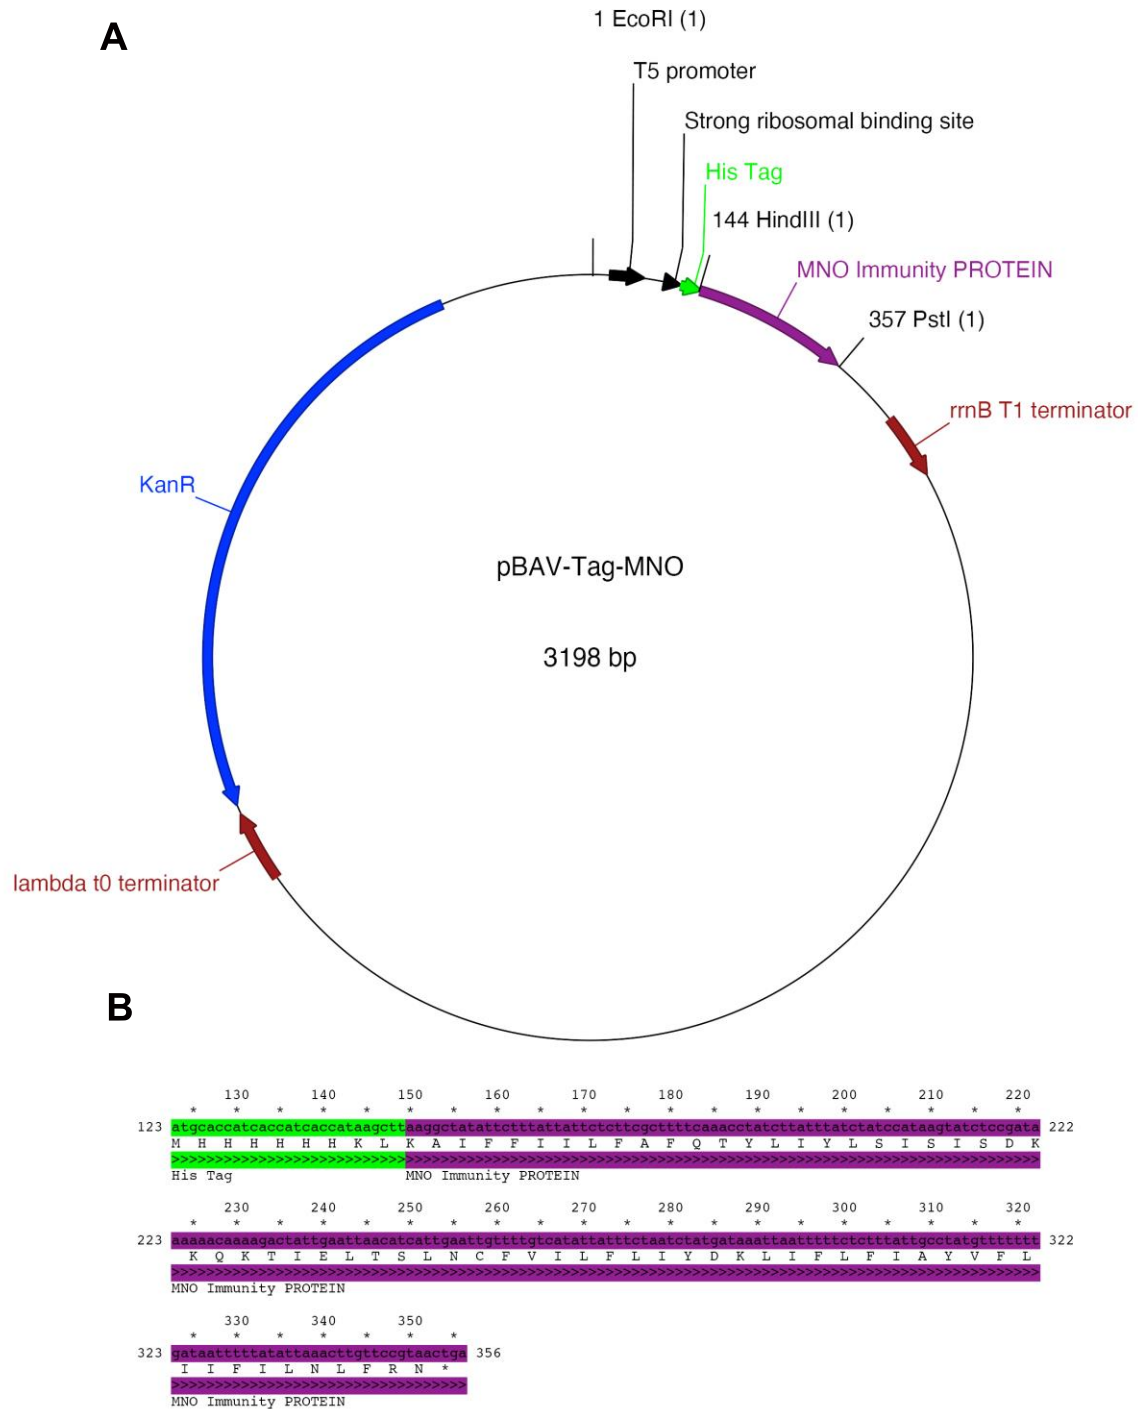 A
1 EcoRI (1)
T5 promoter
Strong ribosomal binding site
His Tag
144 HindIII (1)
MNO Immunity PROTEIN
357 PstI (1)
rrnB T1 terminator
KanR
pBAV-Tag-MNO
3198 bp
lambda t0 terminator
B
130 140 150 160 170 180 190 200 210 220
* * * * * * * * * * * * * * * * * * * *
123 atgcaccatcaccatcaccataagcttaaggctatattctttattattctcttcgcttttcaaacctatcttatttatctatccataagtatctccgata 222
M H H H H H H K L K A I F F I I L F A F Q T Y L I Y L S I S I S D K
>>>>>>>>>>>>>>>>>>>>>>>>>>>>>>>>>>>>>>>>>>>>>>>>>>>>>>>>>>>>>>>>>>>>>>>>>>>>>>>>>>>>>>>>>>>>>>>>>>>>
His Tag MNO Immunity PROTEIN
230 240 250 260 270 280 290 300 310 320
* * * * * * * * * * * * * * * * * * * *
223 aaaaacaaaagactattgaattaacatcattgaattgttttgtcatattatttctaatctatgataaattaatttttctctttattgcctatgttttttt 322
K Q K T I E L T S L N C F V I L F L I Y D K L I F L F I A Y V F L
>>>>>>>>>>>>>>>>>>>>>>>>>>>>>>>>>>>>>>>>>>>>>>>>>>>>>>>>>>>>>>>>>>>>>>>>>>>>>>>>>>>>>>>>>>>>>>>>>>>>
MNO Immunity PROTEIN
330 340 350
* * * * * * *
323 gataatttttatattaaacttgttccgtaactga 356
I I F I L N L F R N *
>>>>>>>>>>>>>>>>>>>>>>>>>>>>>>>>>>
MNO Immunity PROTEIN